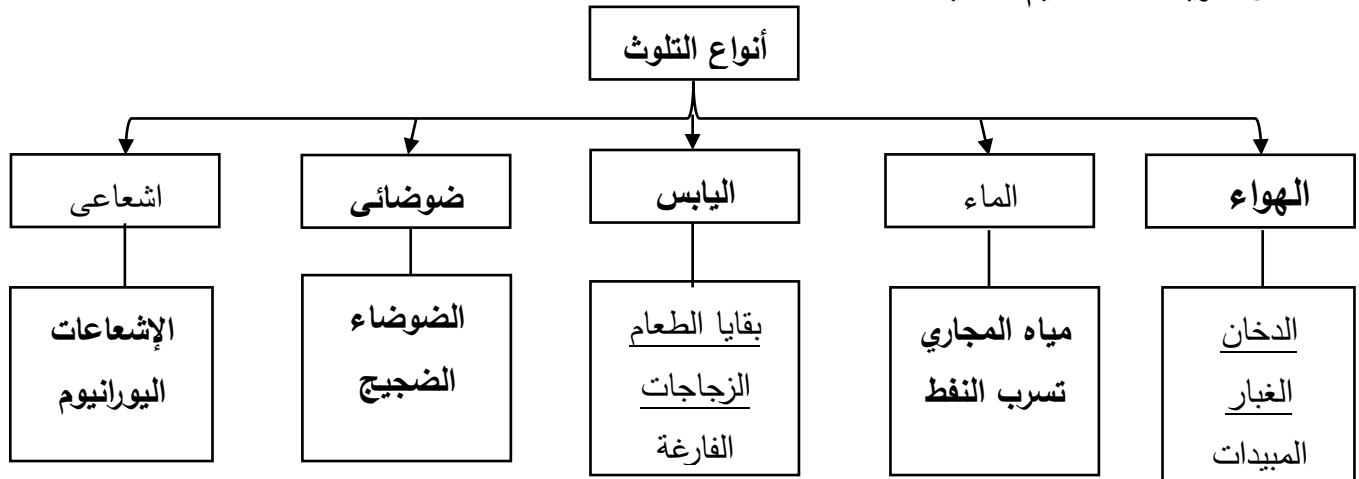 أنواع التلوث
الهواء
الماء
اليابس
ضوضائى
اشعاعى
الدخان
الغبار
المبيدات
مياه المجاري
تسرب النفط
بقايا الطعام
الزجاجات
الفارغة
الضوضاء
الضجيج
الإشعاعات
اليورانيوم